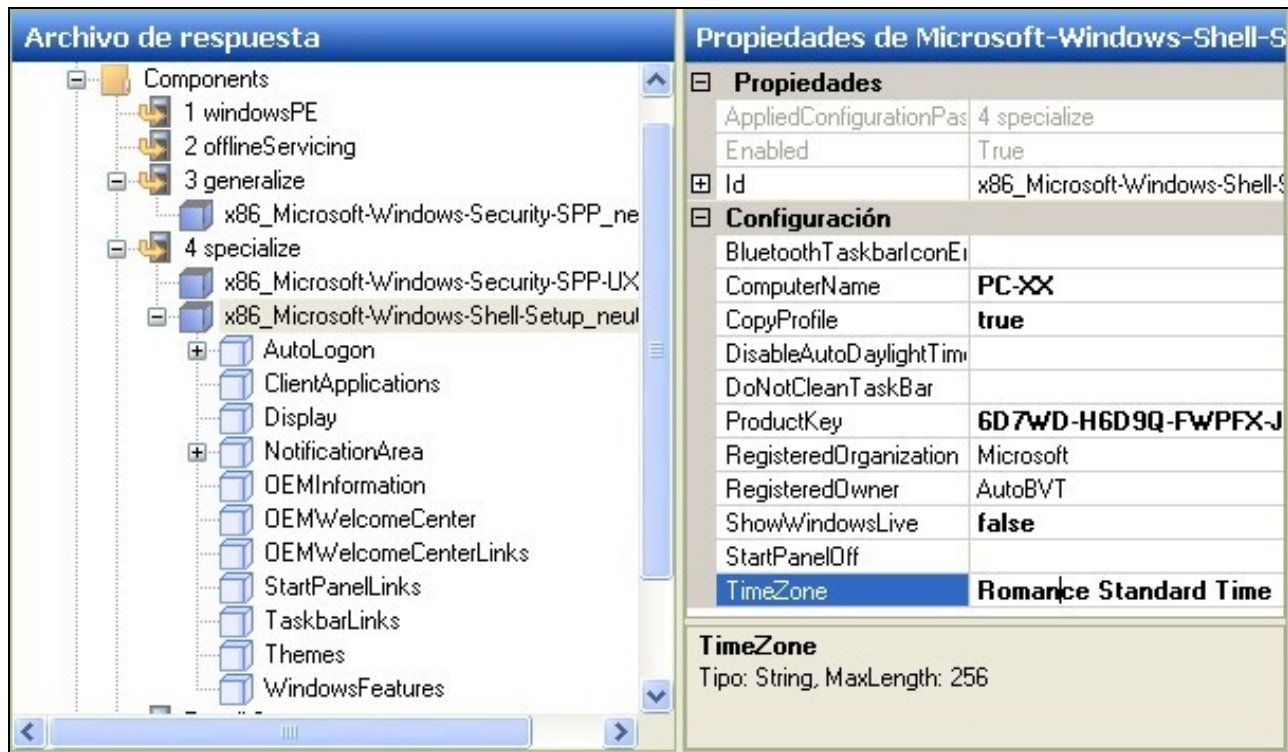 Archivo de respuesta
Components
1 windowsPE
2 offlineServicing
3 generalize
x86_Microsoft-Windows-Security-SPP_ne
4 specialize
x86_Microsoft-Windows-Security-SPP-UX
x86_Microsoft-Windows-Shell-Setup_neut
AutoLogon
ClientApplications
Display
NotificationArea
OEMInformation
OEMWelcomeCenter
OEMWelcomeCenterLinks
StartPanelLinks
TaskbarLinks
Themes
WindowsFeatures
Propiedades de Microsoft-Windows-Shell-S
Propiedades
AppliedConfigurationPas 4 specialize
Enabled True
Id x86_Microsoft-Windows-Shell-S
Configuración
BluetoothTaskbarIconEn
ComputerName PC-XX
CopyProfile true
DisableAutoDaylightTim
DoNotCleanTaskBar
ProductKey 6D7WD-H6D9Q-FWPFX-J
RegisteredOrganization Microsoft
RegisteredOwner AutoBVT
ShowWindowsLive false
StartPanelOff
TimeZone Romance Standard Time
TimeZone
Tipo: String, MaxLength: 256